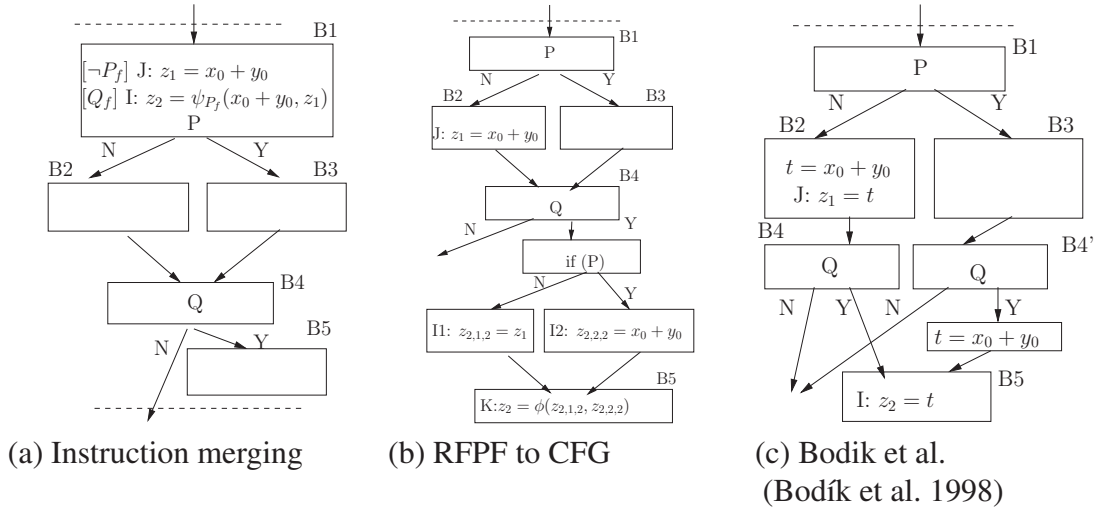 B1
[¬P_f] J: z_1 = x_0 + y_0
[Q_f] I: z_2 = ψ_{P_f}(x_0 + y_0, z_1)
P
N
Y
B2
B3
B4
Q
N
Y
B5
(a) Instruction merging
B1
P
N
Y
B2
B3
J: z_1 = x_0 + y_0
B4
Q
N
Y
if (P)
N
Y
I1: z_{2,1,2} = z_1
I2: z_{2,2,2} = x_0 + y_0
B5
K:z_2 = ϕ(z_{2,1,2}, z_{2,2,2})
(b) RFPF to CFG
B1
P
N
Y
B2
B3
t = x_0 + y_0
J: z_1 = t
B4
B4'
Q
Q
N
Y
N
Y
t = x_0 + y_0
B5
I: z_2 = t
(c) Bodik et al.
(Bodík et al. 1998)